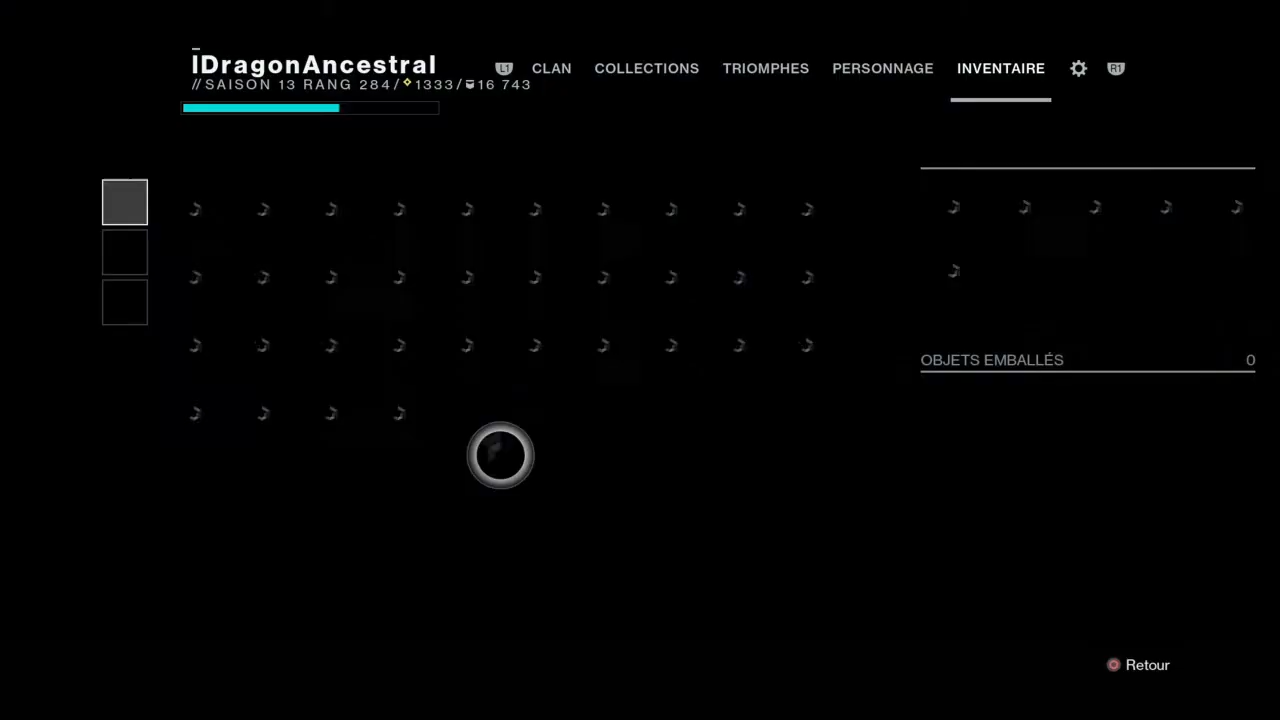 IDragonAncestral
L1 CLAN COLLECTIONS TRIOMPHES PERSONNAGE INVENTAIRE R1
//SAISON 13 RANG 284/1333/16 743
OBJETS EMBALLÉS 0
Retour